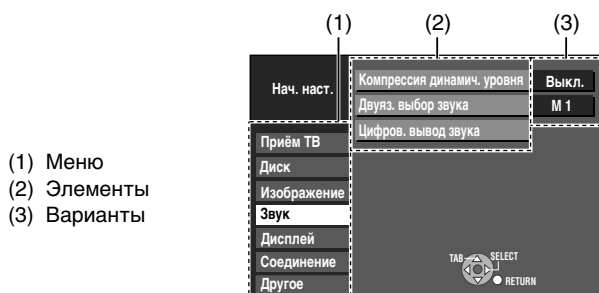 (1) (2) (3)
Нач. наст.
Компрессия динамич. уровня Выкл.
Двуяз. выбор звука М 1
Цифров. вывод звука
Приём ТВ
Диск
Изображение
Звук
Дисплей
Соединение
Другое
TAB SELECT
RETURN
(1) Меню
(2) Элементы
(3) Варианты